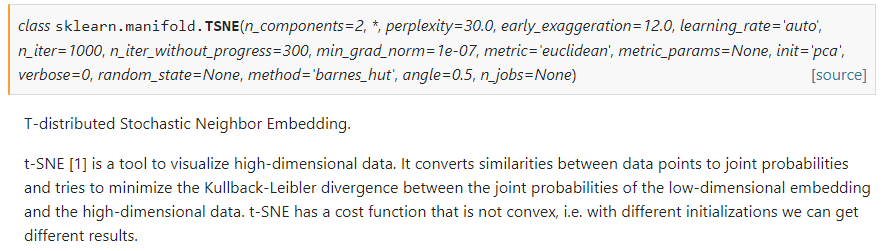 class sklearn.manifold.TSNE(n_components=2, *, perplexity=30.0, early_exaggeration=12.0, learning_rate='auto',
n_iter=1000, n_iter_without_progress=300, min_grad_norm=1e-07, metric='euclidean', metric_params=None, init='pca',
verbose=0, random_state=None, method='barnes_hut', angle=0.5, n_jobs=None) [source]
T-distributed Stochastic Neighbor Embedding.
t-SNE [1] is a tool to visualize high-dimensional data. It converts similarities between data points to joint probabilities
and tries to minimize the Kullback-Leibler divergence between the joint probabilities of the low-dimensional embedding
and the high-dimensional data. t-SNE has a cost function that is not convex, i.e. with different initializations we can get
different results.